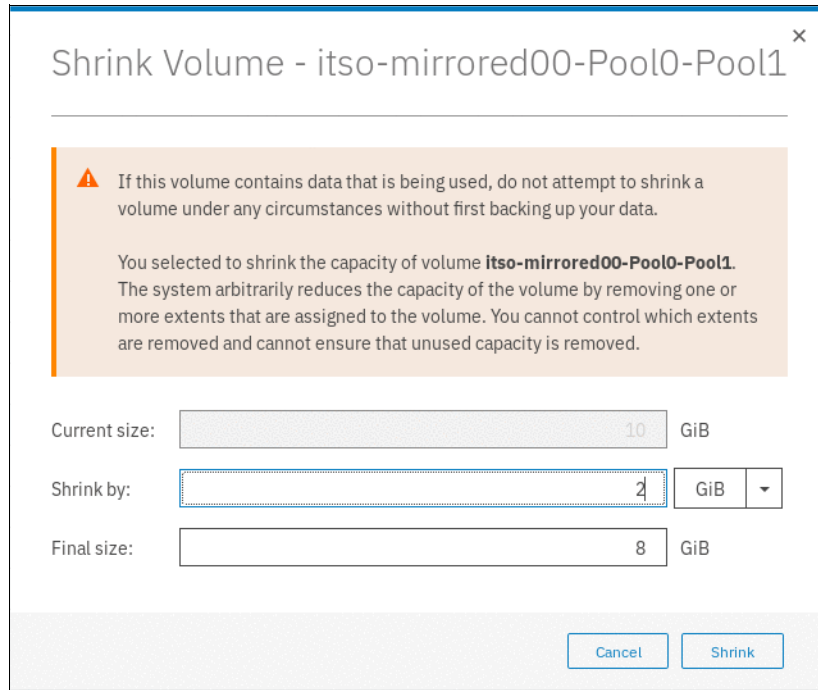 ×
Shrink Volume - itso-mirrored00-Pool0-Pool1
If this volume contains data that is being used, do not attempt to shrink a
volume under any circumstances without first backing up your data.
You selected to shrink the capacity of volume itso-mirrored00-Pool0-Pool1.
The system arbitrarily reduces the capacity of the volume by removing one or
more extents that are assigned to the volume. You cannot control which extents
are removed and cannot ensure that unused capacity is removed.
Current size: 10 GiB
Shrink by: 2 GiB
Final size: 8 GiB
Cancel Shrink